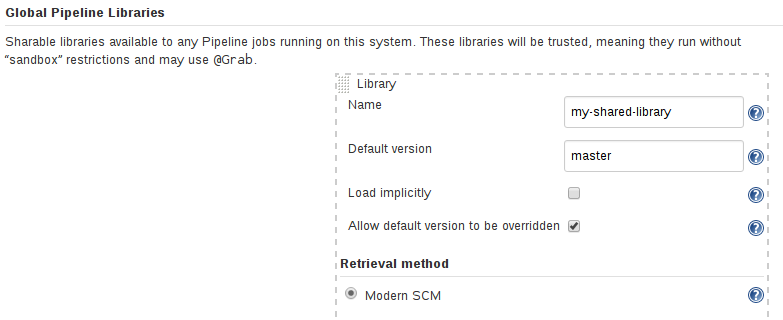 Global Pipeline Libraries
Sharable libraries available to any Pipeline jobs running on this system. These libraries will be trusted, meaning they run without
“sandbox” restrictions and may use @Grab.
Library
Name
my-shared-library
?
Default version
master
?
Load implicitly
?
Allow default version to be overridden
?
Retrieval method
Modern SCM
?